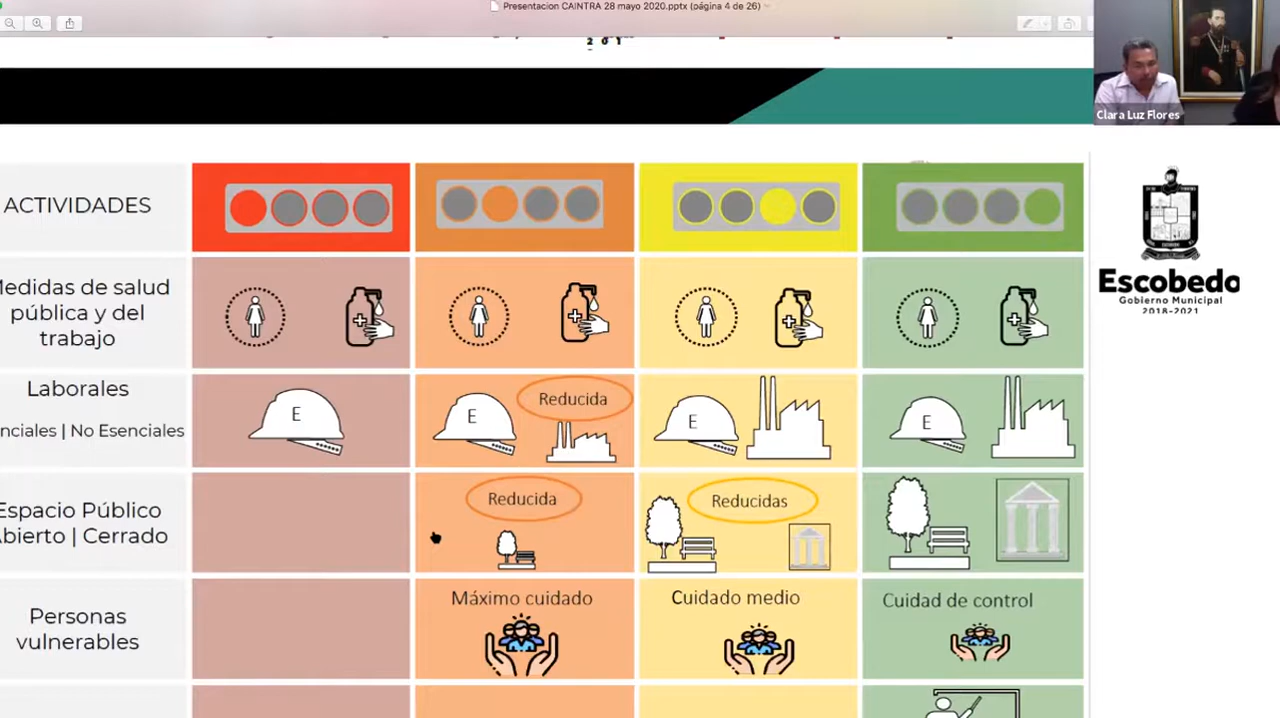 Presentacion CAINTRA 28 mayo 2020.pptx (página 4 de 26)
Clara Luz Flores
ACTIVIDADES
Medidas de salud
pública y del
trabajo
Laborales
nciales | No Esenciales
E
E
Reducida
E
E
Espacio Público
Abierto | Cerrado
Reducida
Reducidas
Personas
vulnerables
Máximo cuidado
Cuidado medio
Cuidad de control
Escobedo
Gobierno Municipal
2018-2021